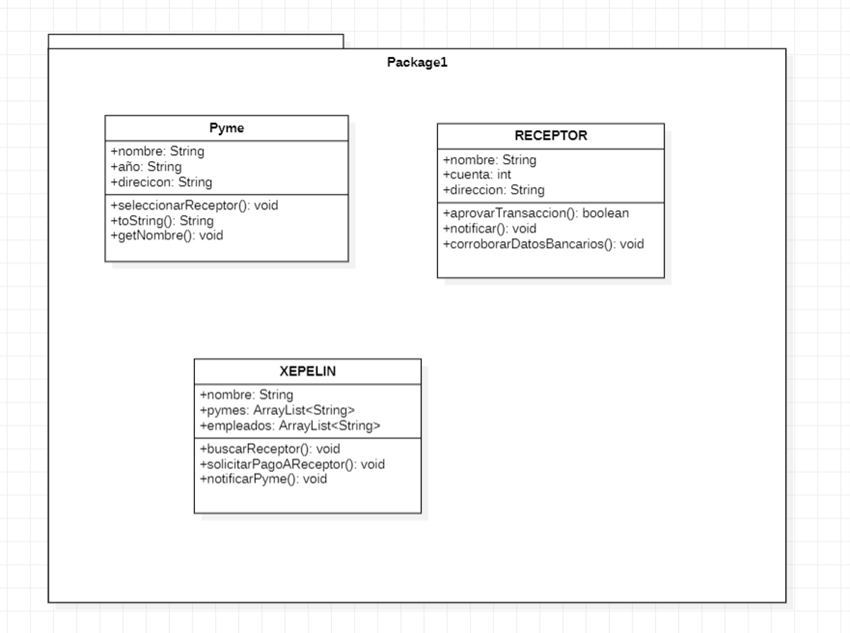 Package1
Pyme
+nombre: String
+año: String
+direcicon: String
+seleccionarReceptor(): void
+toString(): String
+getNombre(): void
RECEPTOR
+nombre: String
+cuenta: int
+direccion: String
+aprovarTransaccion(): boolean
+notificar(): void
+corroborarDatosBancarios(): void
XEPELIN
+nombre: String
+pymes: ArrayList<String>
+empleados: ArrayList<String>
+buscarReceptor(): void
+solicitarPagoAReceptor(): void
+notificarPyme(): void